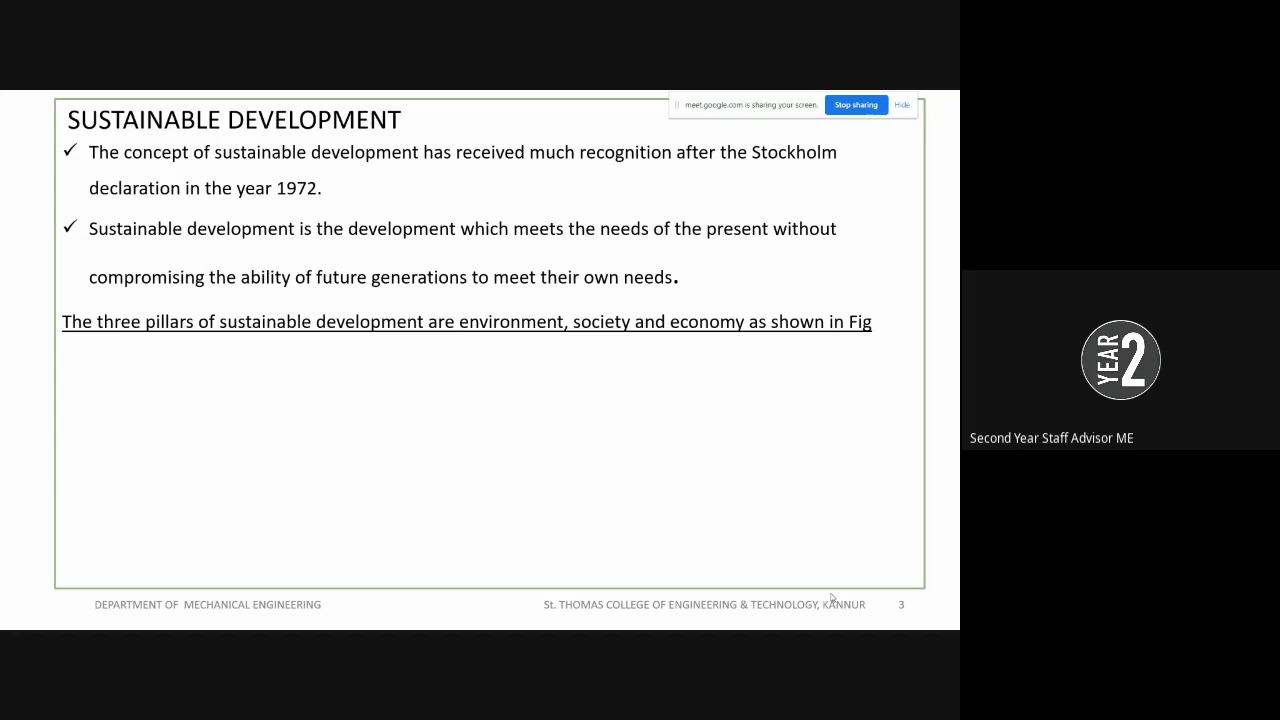 SUSTAINABLE DEVELOPMENT
meet.google.com is sharing your screen. Stop sharing Hide
✓ The concept of sustainable development has received much recognition after the Stockholm
declaration in the year 1972.
✓ Sustainable development is the development which meets the needs of the present without
compromising the ability of future generations to meet their own needs.
The three pillars of sustainable development are environment, society and economy as shown in Fig
YEAR 2
Second Year Staff Advisor ME
DEPARTMENT OF MECHANICAL ENGINEERING St. THOMAS COLLEGE OF ENGINEERING & TECHNOLOGY, KANNUR 3